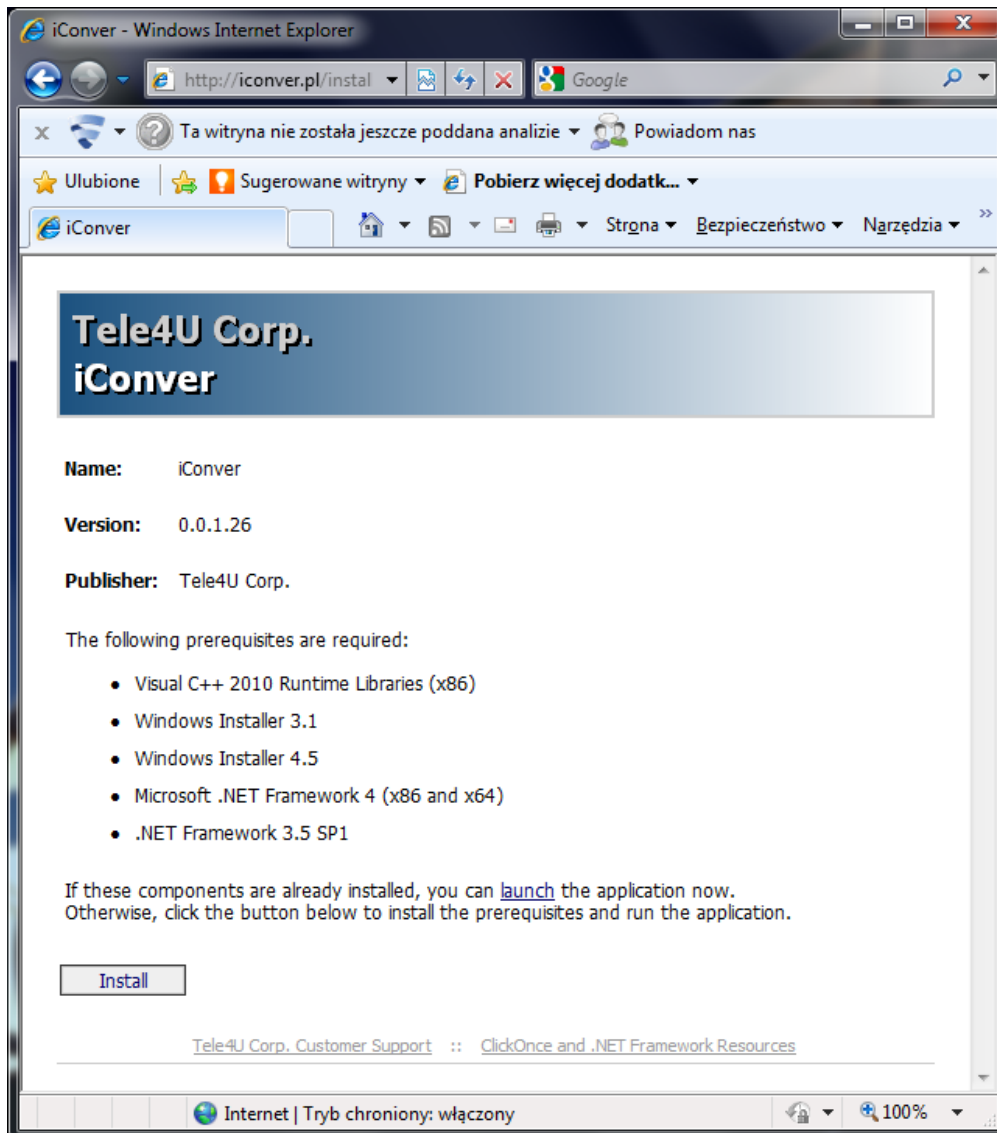 iConver - Windows Internet Explorer
http://iconver.pl/instal
Google
x Ta witryna nie została jeszcze poddana analizie Powiadom nas
Ulubione Sugerowane witryny Pobierz więcej dodatk...
iConver Strona Bezpieczeństwo Narzędzia »
Tele4U Corp.
iConver
Name: iConver
Version: 0.0.1.26
Publisher: Tele4U Corp.
The following prerequisites are required:
• Visual C++ 2010 Runtime Libraries (x86)
• Windows Installer 3.1
• Windows Installer 4.5
• Microsoft .NET Framework 4 (x86 and x64)
• .NET Framework 3.5 SP1
If these components are already installed, you can launch the application now.
Otherwise, click the button below to install the prerequisites and run the application.
Install
Tele4U Corp. Customer Support :: ClickOnce and .NET Framework Resources
Internet | Tryb chroniony: włączony 100%